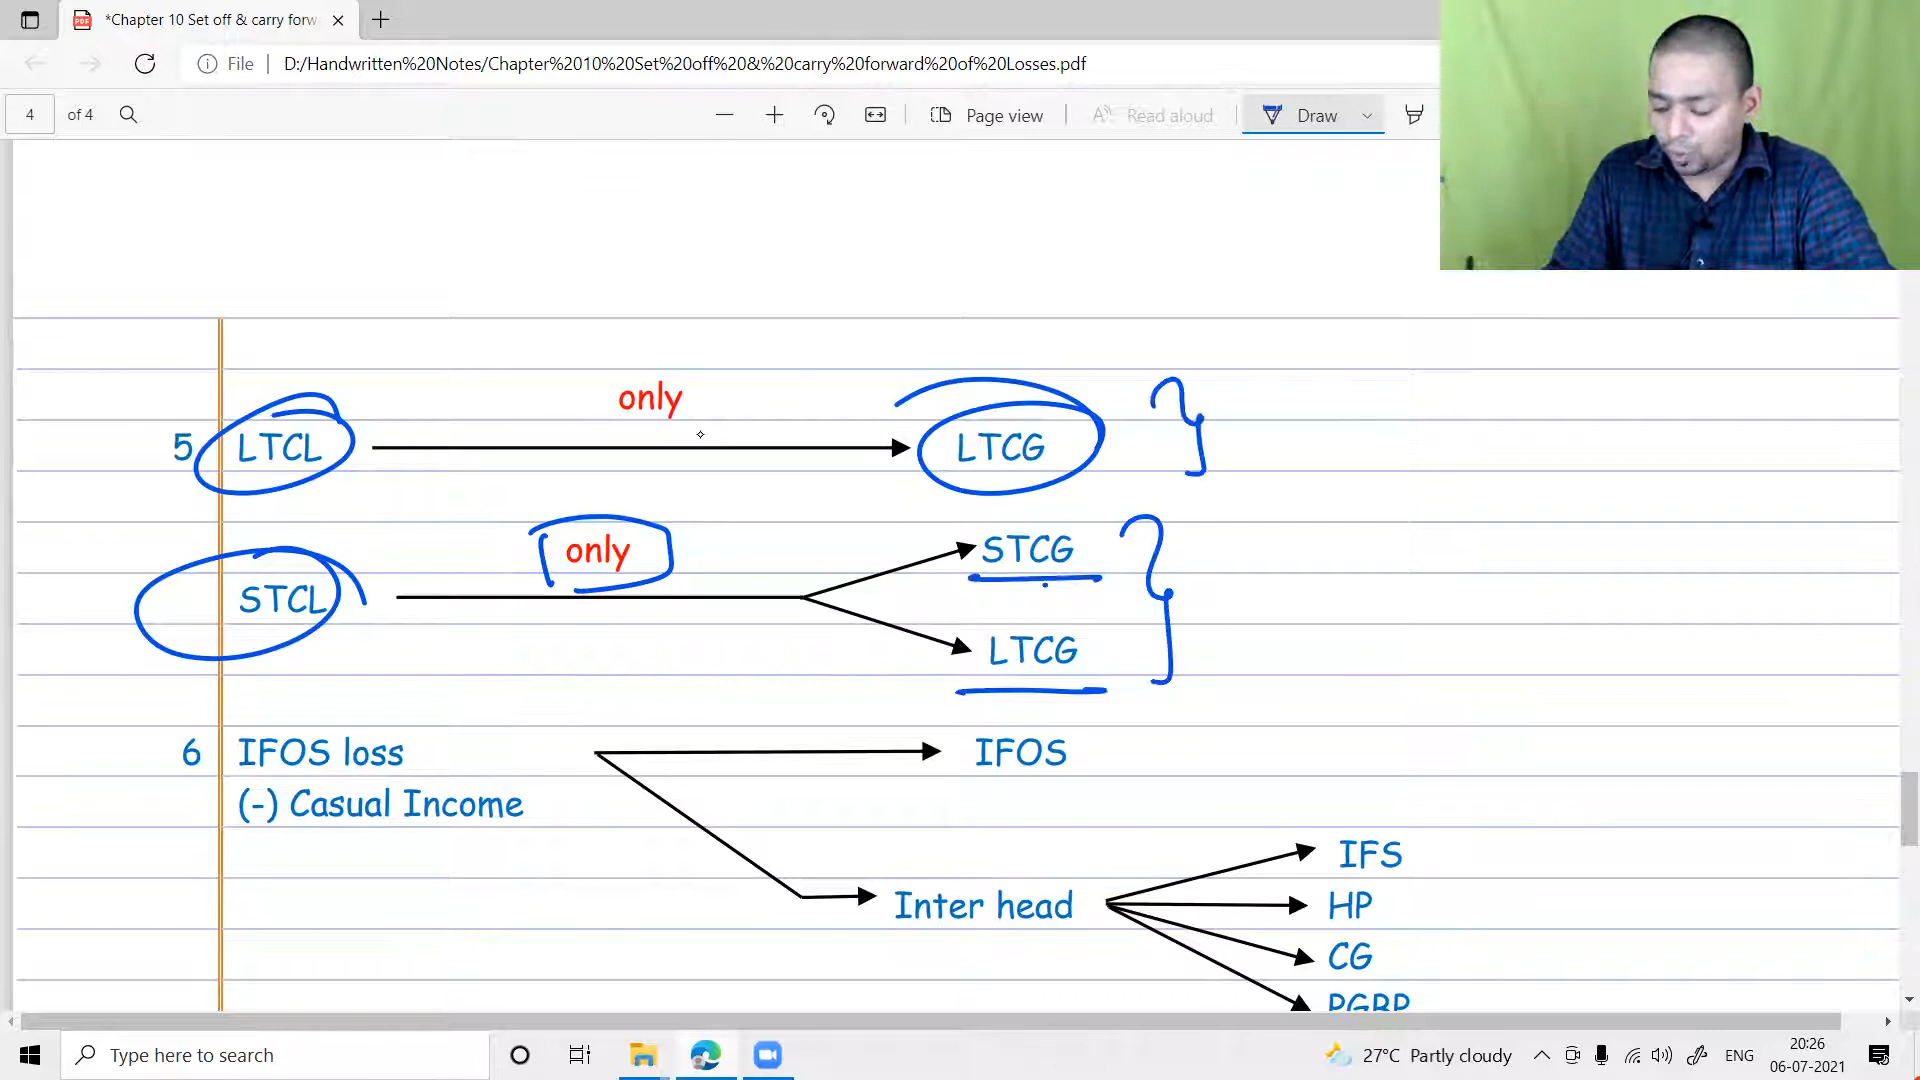 *Chapter 10 Set off & carry forw
File D:/Handwritten%20Notes/Chapter%2010%20Set%20off%20&%20carry%20forward%20of%20Losses.pdf
4 of 4 Page view Read aloud Draw
only
5 LTCL LTCG
only STCG
STCL
LTCG
6 IFOS loss IFOS
(-) Casual Income
IFS
Inter head HP
CG
PGBP
Type here to search 27°C Partly cloudy ENG 20:26
06-07-2021